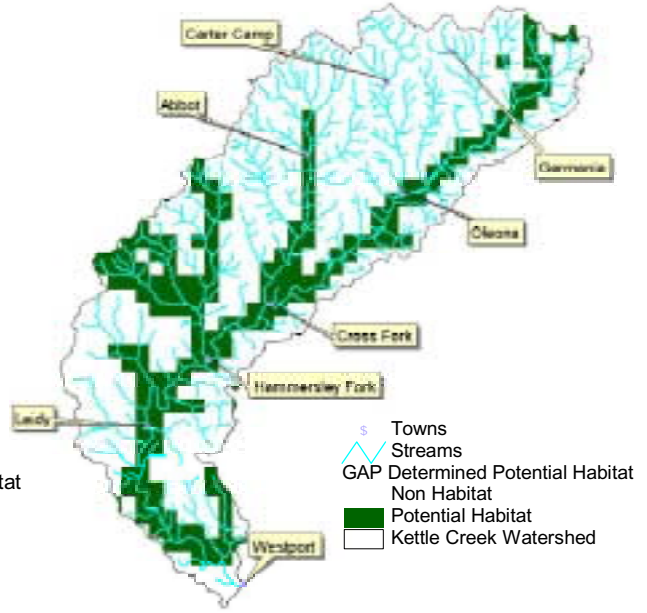 Carter Camp
Abbot
Germania
Oleona
Cross Fork
Hammersley Fork
Leidy
tat
$ Towns
Streams
GAP Determined Potential Habitat
Non Habitat
Potential Habitat
Kettle Creek Watershed
Westport